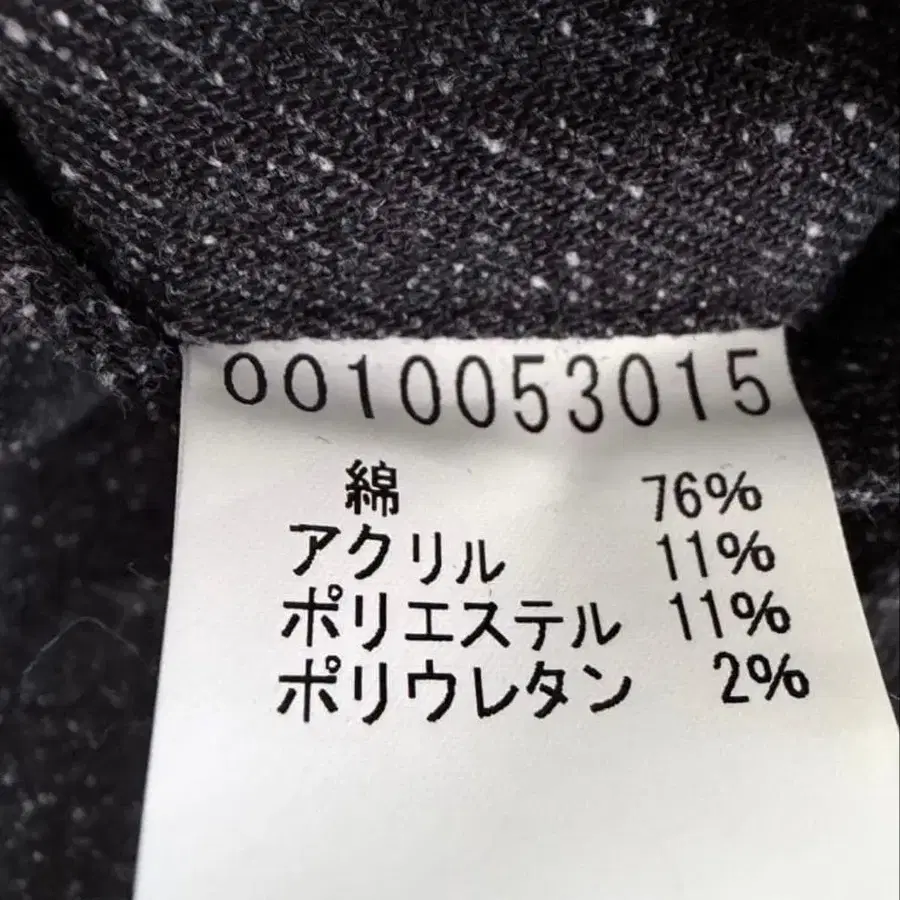 0010053015
綿 76%
アクリル 11%
ポリエステル 11%
ポリウレタン 2%